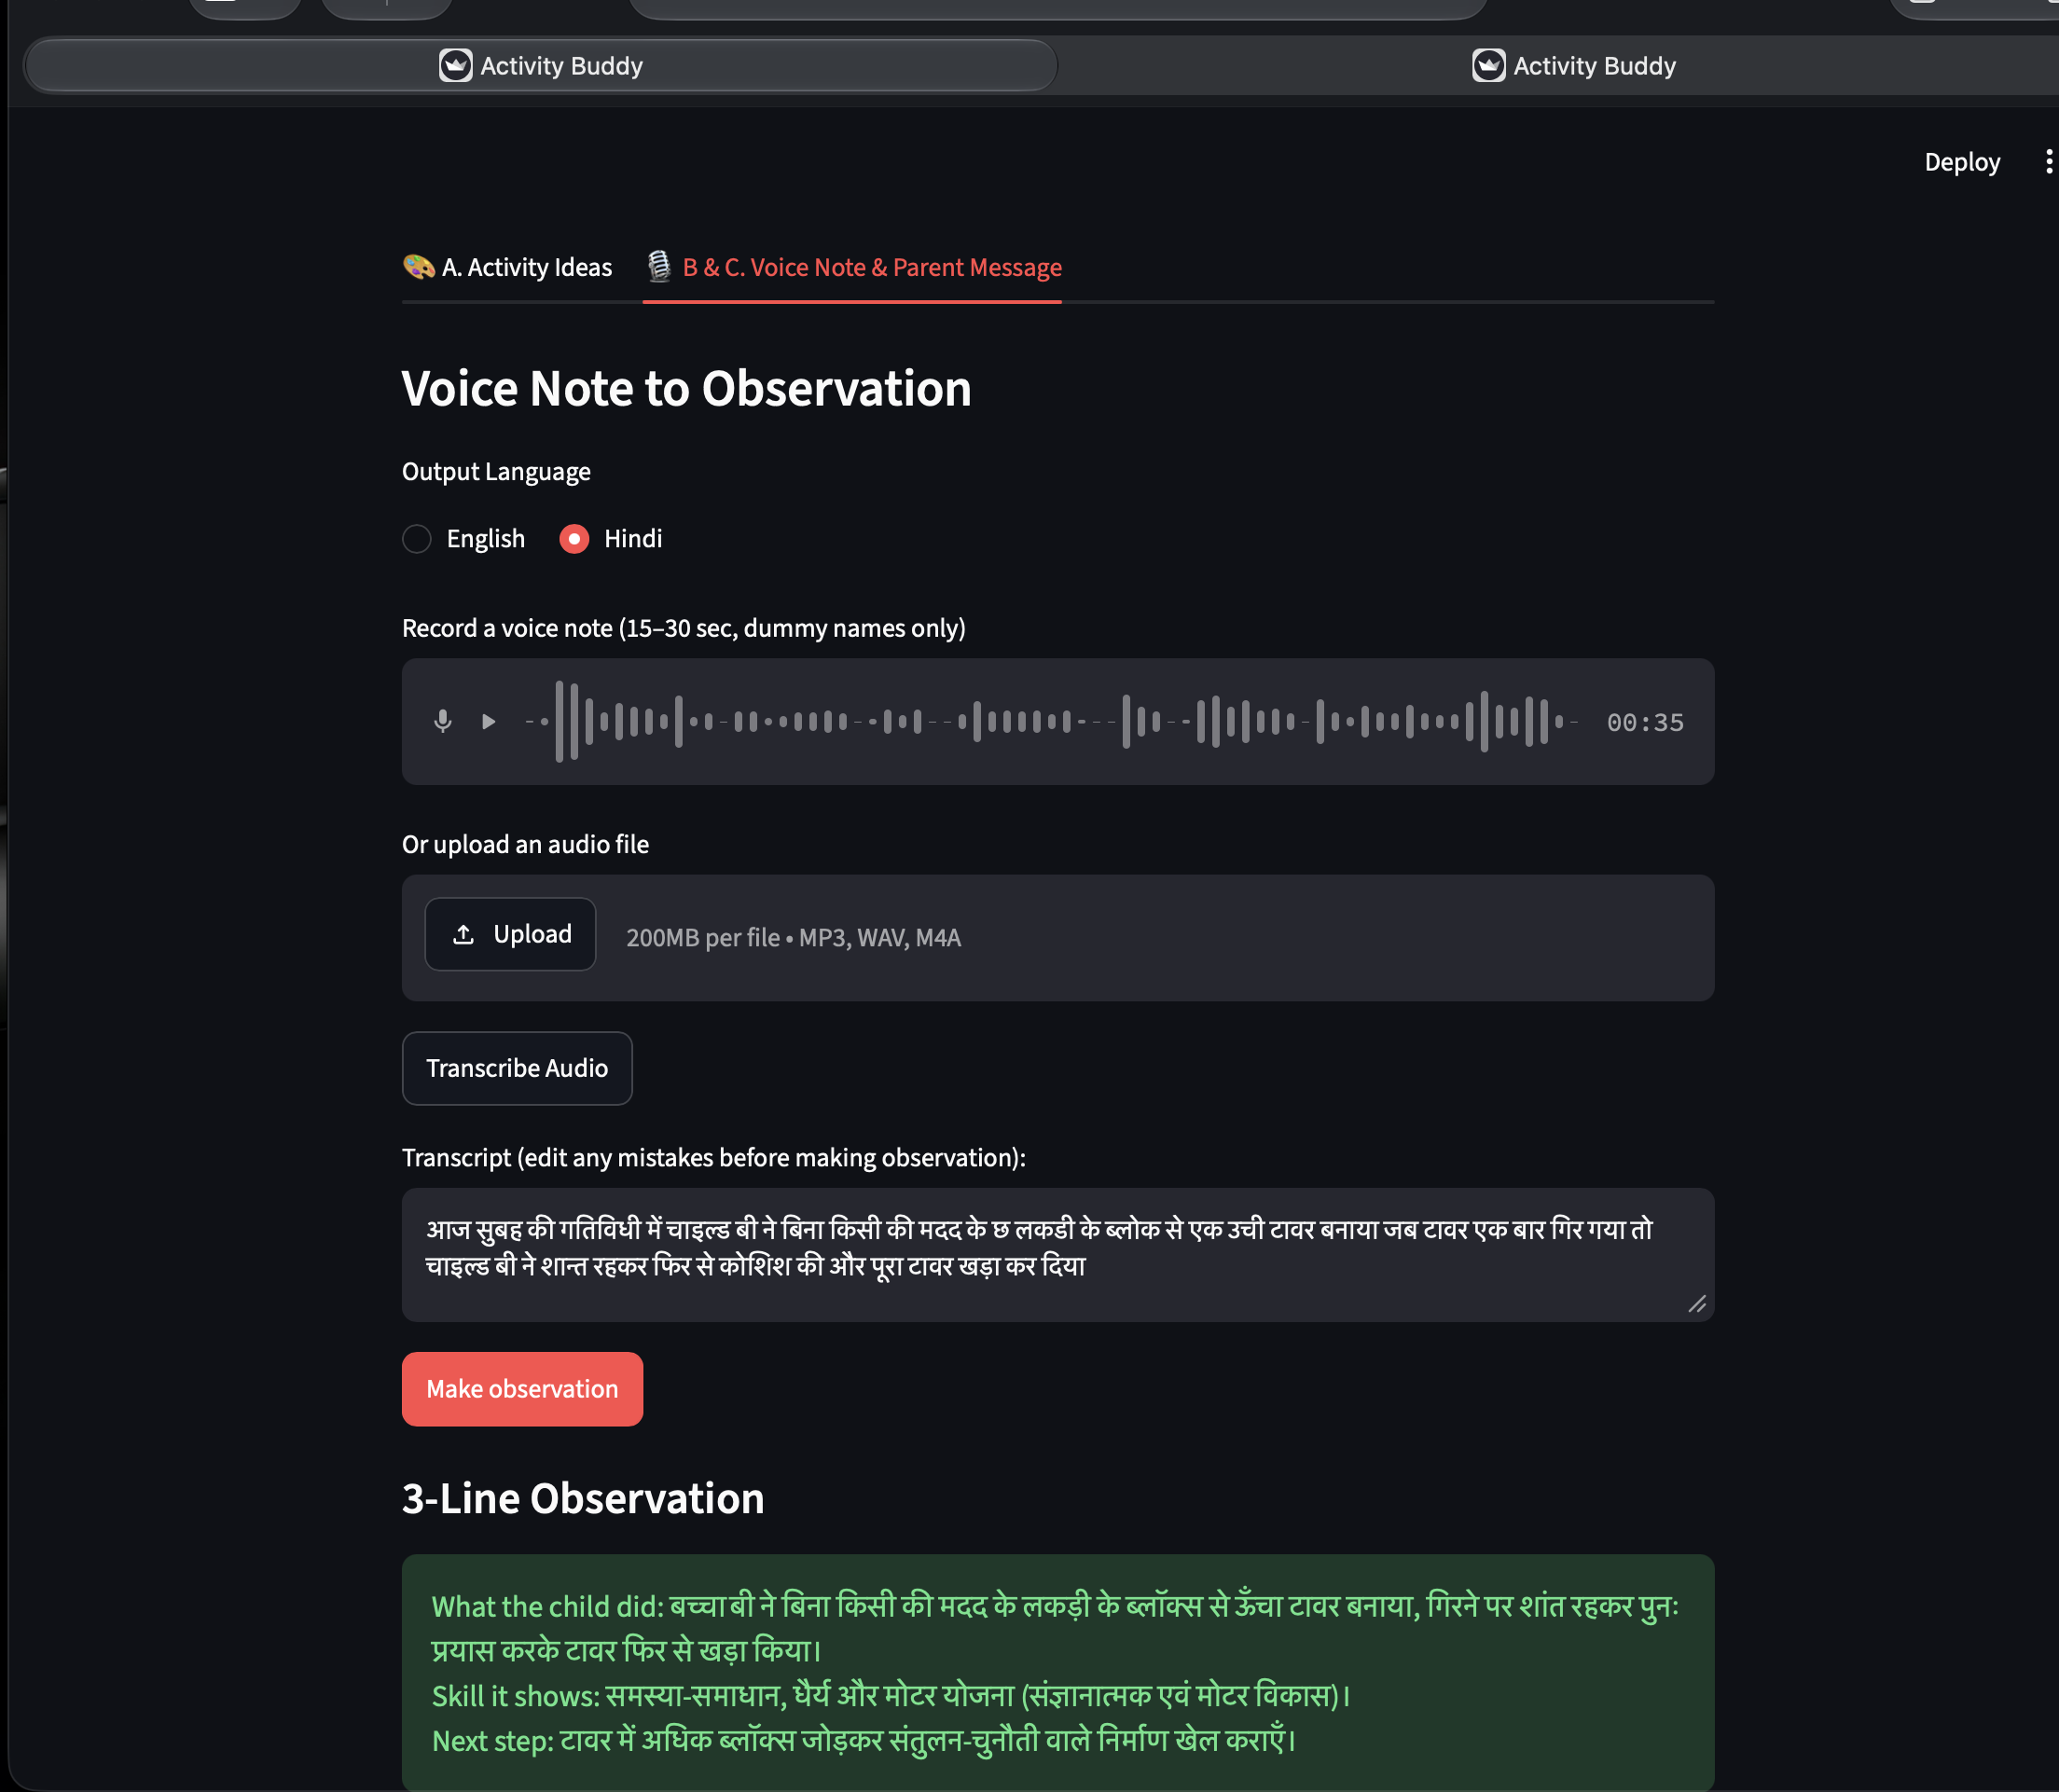 Activity Buddy
Activity Buddy
Deploy
A. Activity Ideas
B & C. Voice Note & Parent Message
Voice Note to Observation
Output Language
English
Hindi
Record a voice note (15–30 sec, dummy names only)
00:35
Or upload an audio file
Upload
200MB per file • MP3, WAV, M4A
Transcribe Audio
Transcript (edit any mistakes before making observation):
आज सुबह की गतिविधी में चाइल्ड बी ने बिना किसी की मदद के छ लकडी के ब्लोक से एक उची टावर बनाया जब टावर एक बार गिर गया तो
चाइल्ड बी ने शान्त रहकर फिर से कोशिश की और पूरा टावर खड़ा कर दिया
Make observation
3-Line Observation
What the child did: बच्चा बी ने बिना किसी की मदद के लकड़ी के ब्लॉक्स से ऊँचा टावर बनाया, गिरने पर शांत रहकर पुनः
प्रयास करके टावर फिर से खड़ा किया।
Skill it shows: समस्या-समाधान, धैर्य और मोटर योजना (संज्ञानात्मक एवं मोटर विकास)।
Next step: टावर में अधिक ब्लॉक्स जोड़कर संतुलन-चुनौती वाले निर्माण खेल कराएँ।